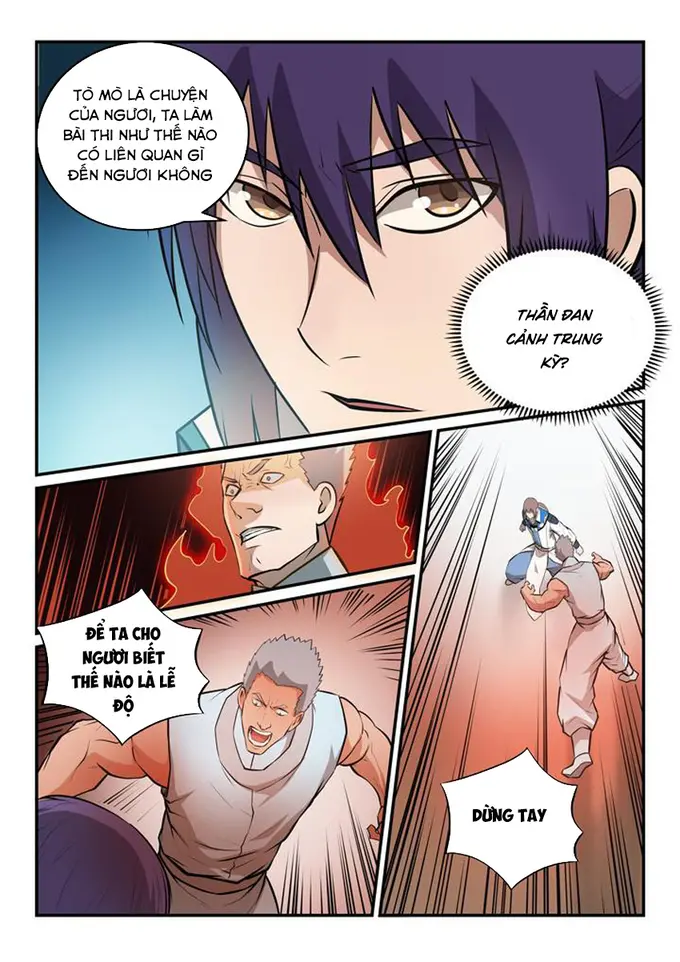 TÒ MÒ LÀ CHUYỆN
CỦA NGƯƠI, TA LÀM
BÀI THI NHƯ THẾ NÀO
CÓ LIÊN QUAN GÌ
ĐẾN NGƯƠI KHÔNG
THẦN ĐAN
CẢNH TRUNG
KỲ?
ĐỂ TA CHO
NGƯƠI BIẾT
THẾ NÀO LÀ LỄ
ĐỘ
DỪNG TAY